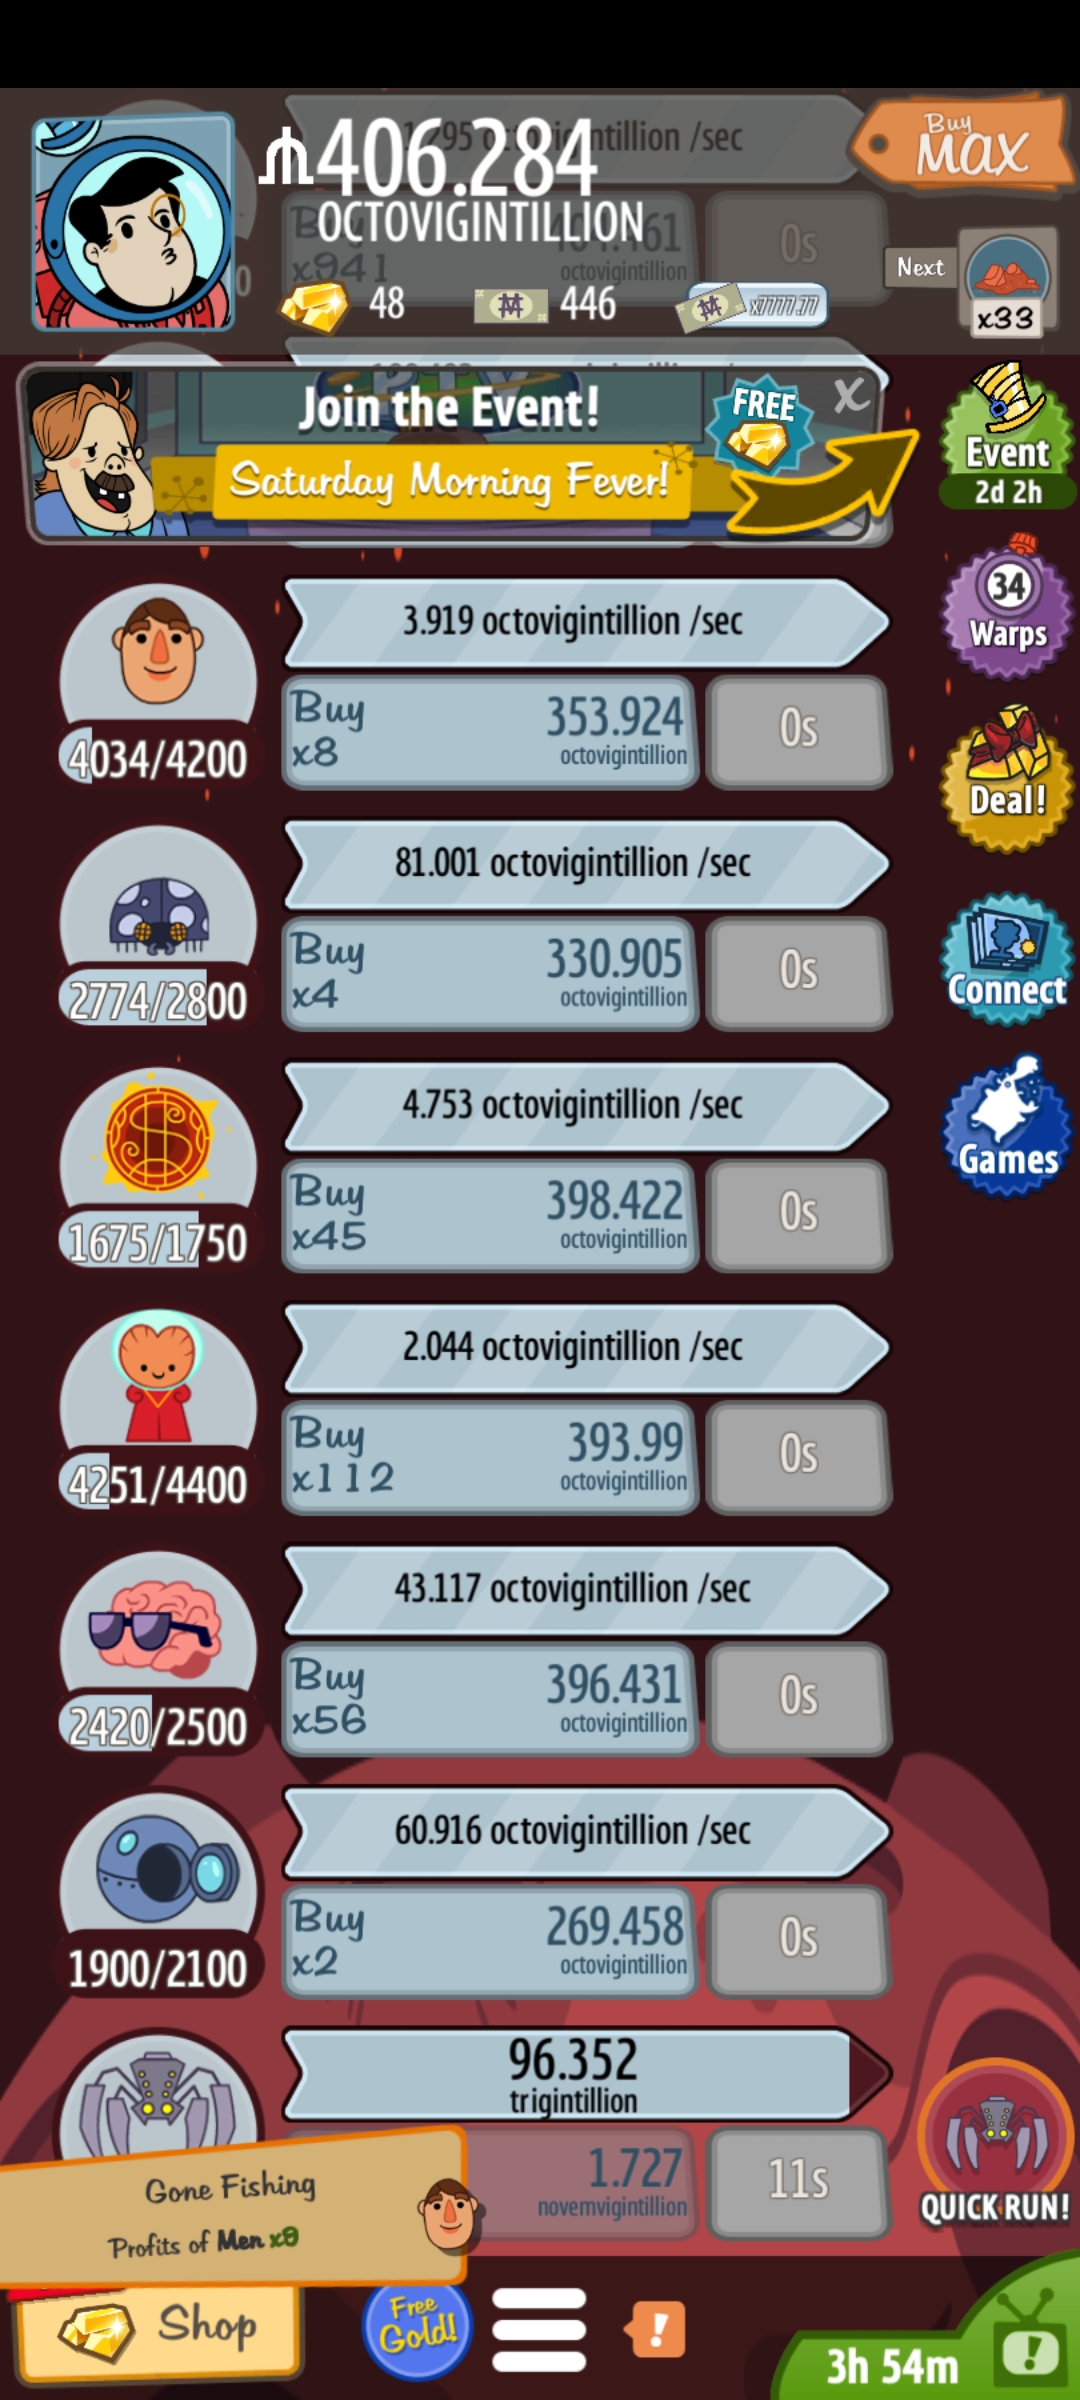 406.284
OCTOVIGINTILLION
48
446
x7777.77
Buy
MAX
Next
x33
octovigintillion /sec
Buy
x941
octovigintillion
0s
Join the Event!
Saturday Morning Fever!
FREE
X
Event
2d 2h
34
Warps
Deal!
Connect
Games
3.919 octovigintillion /sec
4034/4200
Buy
x8
353.924
octovigintillion
0s
81.001 octovigintillion /sec
2774/2800
Buy
x4
330.905
octovigintillion
0s
4.753 octovigintillion /sec
1675/1750
Buy
x45
398.422
octovigintillion
0s
2.044 octovigintillion /sec
4251/4400
Buy
x112
393.99
octovigintillion
0s
43.117 octovigintillion /sec
2420/2500
Buy
x56
396.431
octovigintillion
0s
60.916 octovigintillion /sec
1900/2100
Buy
x2
269.458
octovigintillion
0s
96.352
trigintillion
1.727
novemvigintillion
11s
QUICK RUN!
Gone Fishing
Profits of Men x9
Shop
Free
Gold!
!
3h 54m
!